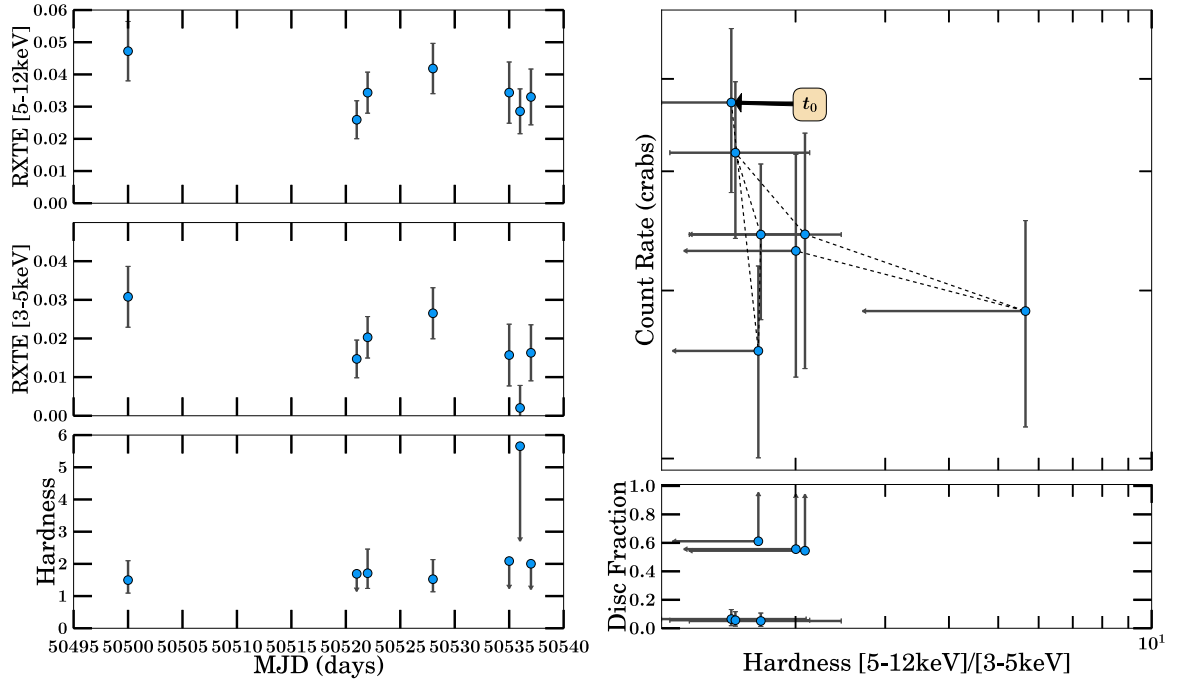 RXTE [5-12keV]
0.06
0.05
0.04
0.03
0.02
0.01
0.00
RXTE [3-5keV]
0.04
0.03
0.02
0.01
0.00
Hardness
6
5
4
3
2
1
0
50495 50500 50505 50510 50515 50520 50525 50530 50535 50540
MJD (days)
Count Rate (crabs)
t0
Disc Fraction
1.0
0.8
0.6
0.4
0.2
0.0
10¹
Hardness [5-12keV]/[3-5keV]